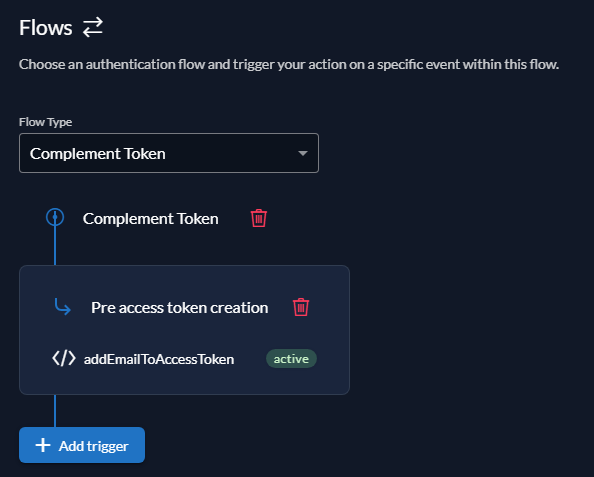 Flows
Choose an authentication flow and trigger your action on a specific event within this flow.
Flow Type
Complement Token
Complement Token
Pre access token creation
</> addEmailToAccessToken active
+ Add trigger